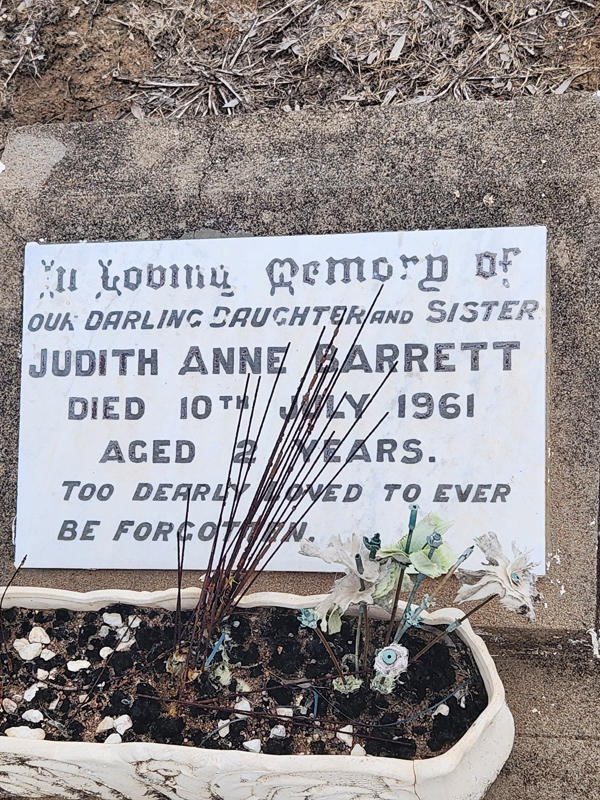 In Loving Memory of
OUR DARLING DAUGHTER AND SISTER
JUDITH ANNE BARRETT
DIED 10TH JULY 1961
AGED 2 YEARS.
TOO DEARLY LOVED TO EVER
BE FORGOTTEN.